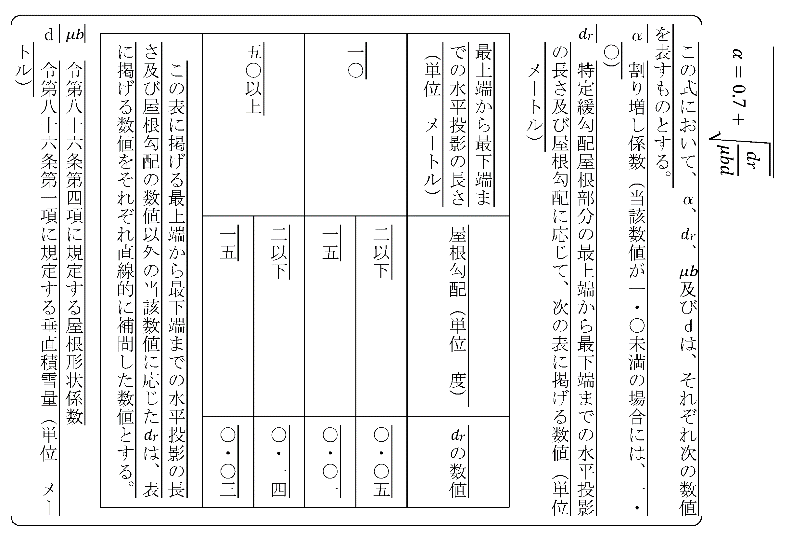 α = 0.7 + √(dr/μbd)
この式において、α、dr、μb及びdは、それぞれ次の数値
を表すものとする。
α 割り増し係数（当該数値が一・〇未満の場合には、一・
〇）
dr 特定緩勾配屋根部分の最上端から最下端までの水平投影
の長さ及び屋根勾配に応じて、次の表に掲げる数値（単位
メートル）
最上端から最下端ま
での水平投影の長さ
（単位 メートル）
屋根勾配（単位 度）
drの数値
一〇
二以下
〇・〇五
一五
〇・〇一
五〇以上
二以下
〇・一四
一五
〇・〇三
この表に掲げる最上端から最下端までの水平投影の長
さ及び屋根勾配の数値以外の当該数値に応じたdrは、表
に掲げる数値をそれぞれ直線的に補間した数値とする。
μb 令第八十六条第四項に規定する屋根形状係数
d 令第八十六条第一項に規定する垂直積雪量（単位 メー
トル）